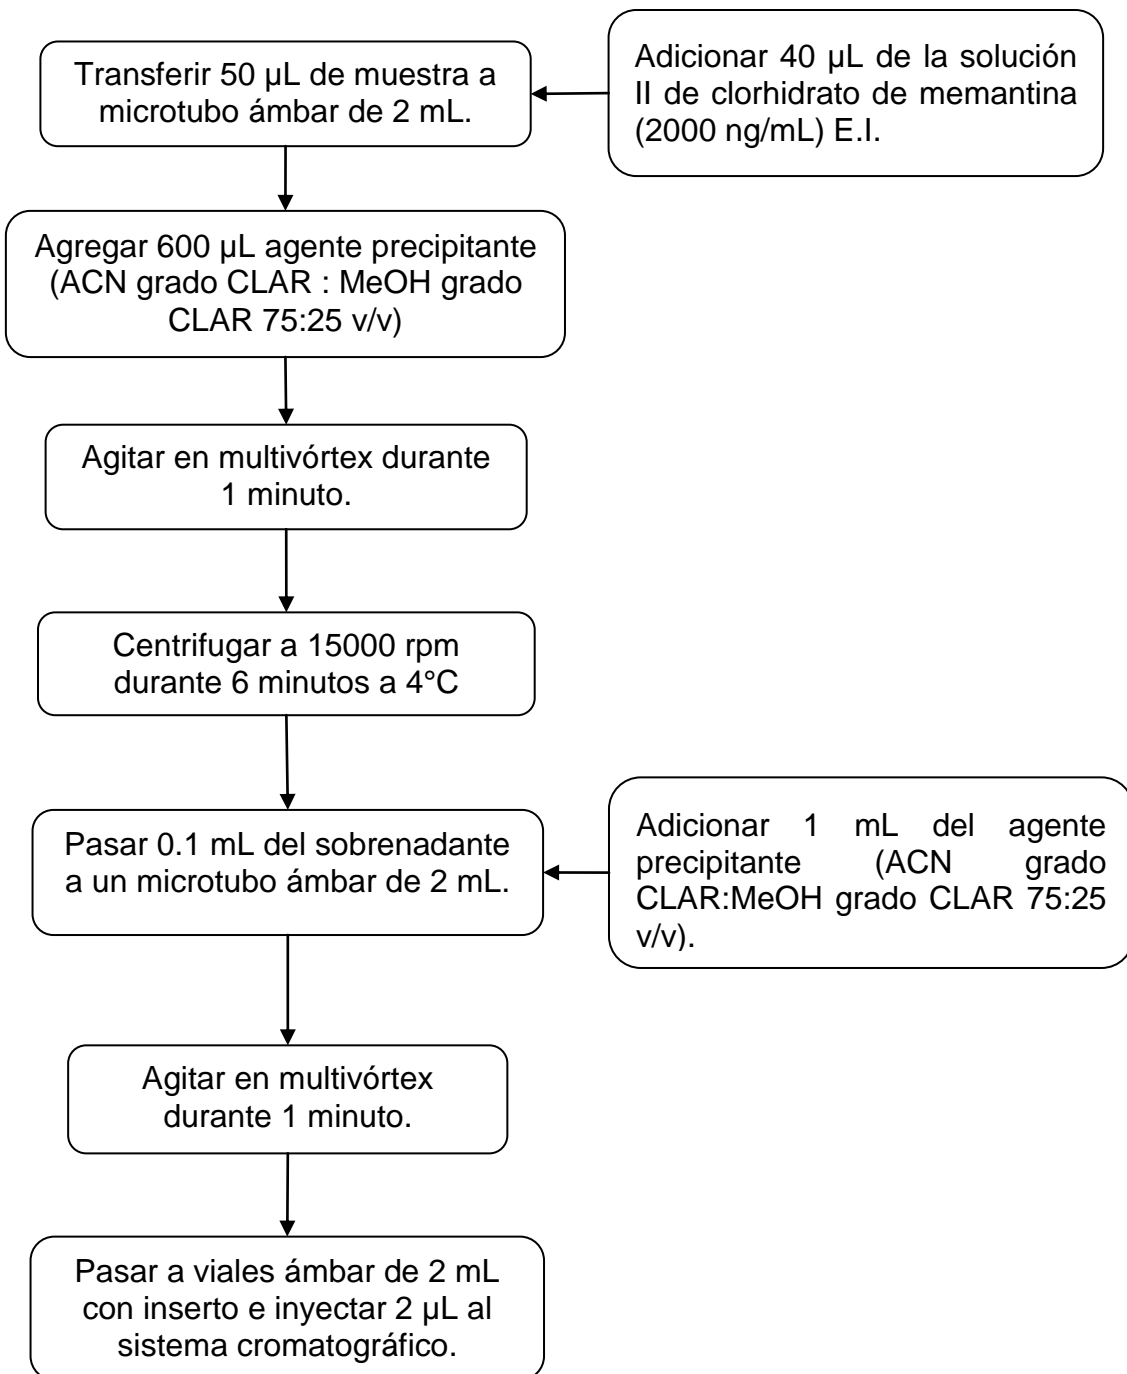 Transferir 50 µL de muestra a
microtubo ámbar de 2 mL.
Adicionar 40 µL de la solución
II de clorhidrato de memantina
(2000 ng/mL) E.I.
Agregar 600 µL agente precipitante
(ACN grado CLAR : MeOH grado
CLAR 75:25 v/v)
Agitar en multivórtex durante
1 minuto.
Centrifugar a 15000 rpm
durante 6 minutos a 4°C
Pasar 0.1 mL del sobrenadante
a un microtubo ámbar de 2 mL.
Adicionar 1 mL del agente
precipitante (ACN grado
CLAR:MeOH grado CLAR 75:25
v/v).
Agitar en multivórtex
durante 1 minuto.
Pasar a viales ámbar de 2 mL
con inserto e inyectar 2 µL al
sistema cromatográfico.